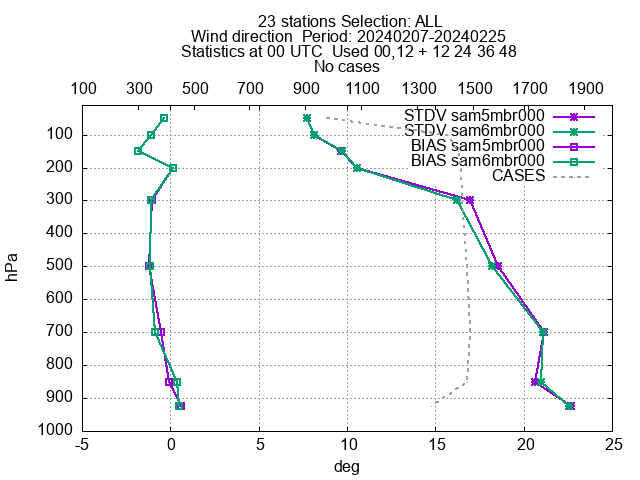 23 stations Selection: ALL
Wind direction  Period: 20240207-20240225
Statistics at 00 UTC  Used 00,12 + 12 24 36 48
No cases
100 300 500 700 900 1100 1300 1500 1700 1900
STDV sam5mbr000
STDV sam6mbr000
BIAS sam5mbr000
BIAS sam6mbr000
CASES
hPa
100
200
300
400
500
600
700
800
900
1000
-5 0 5 10 15 20 25
deg